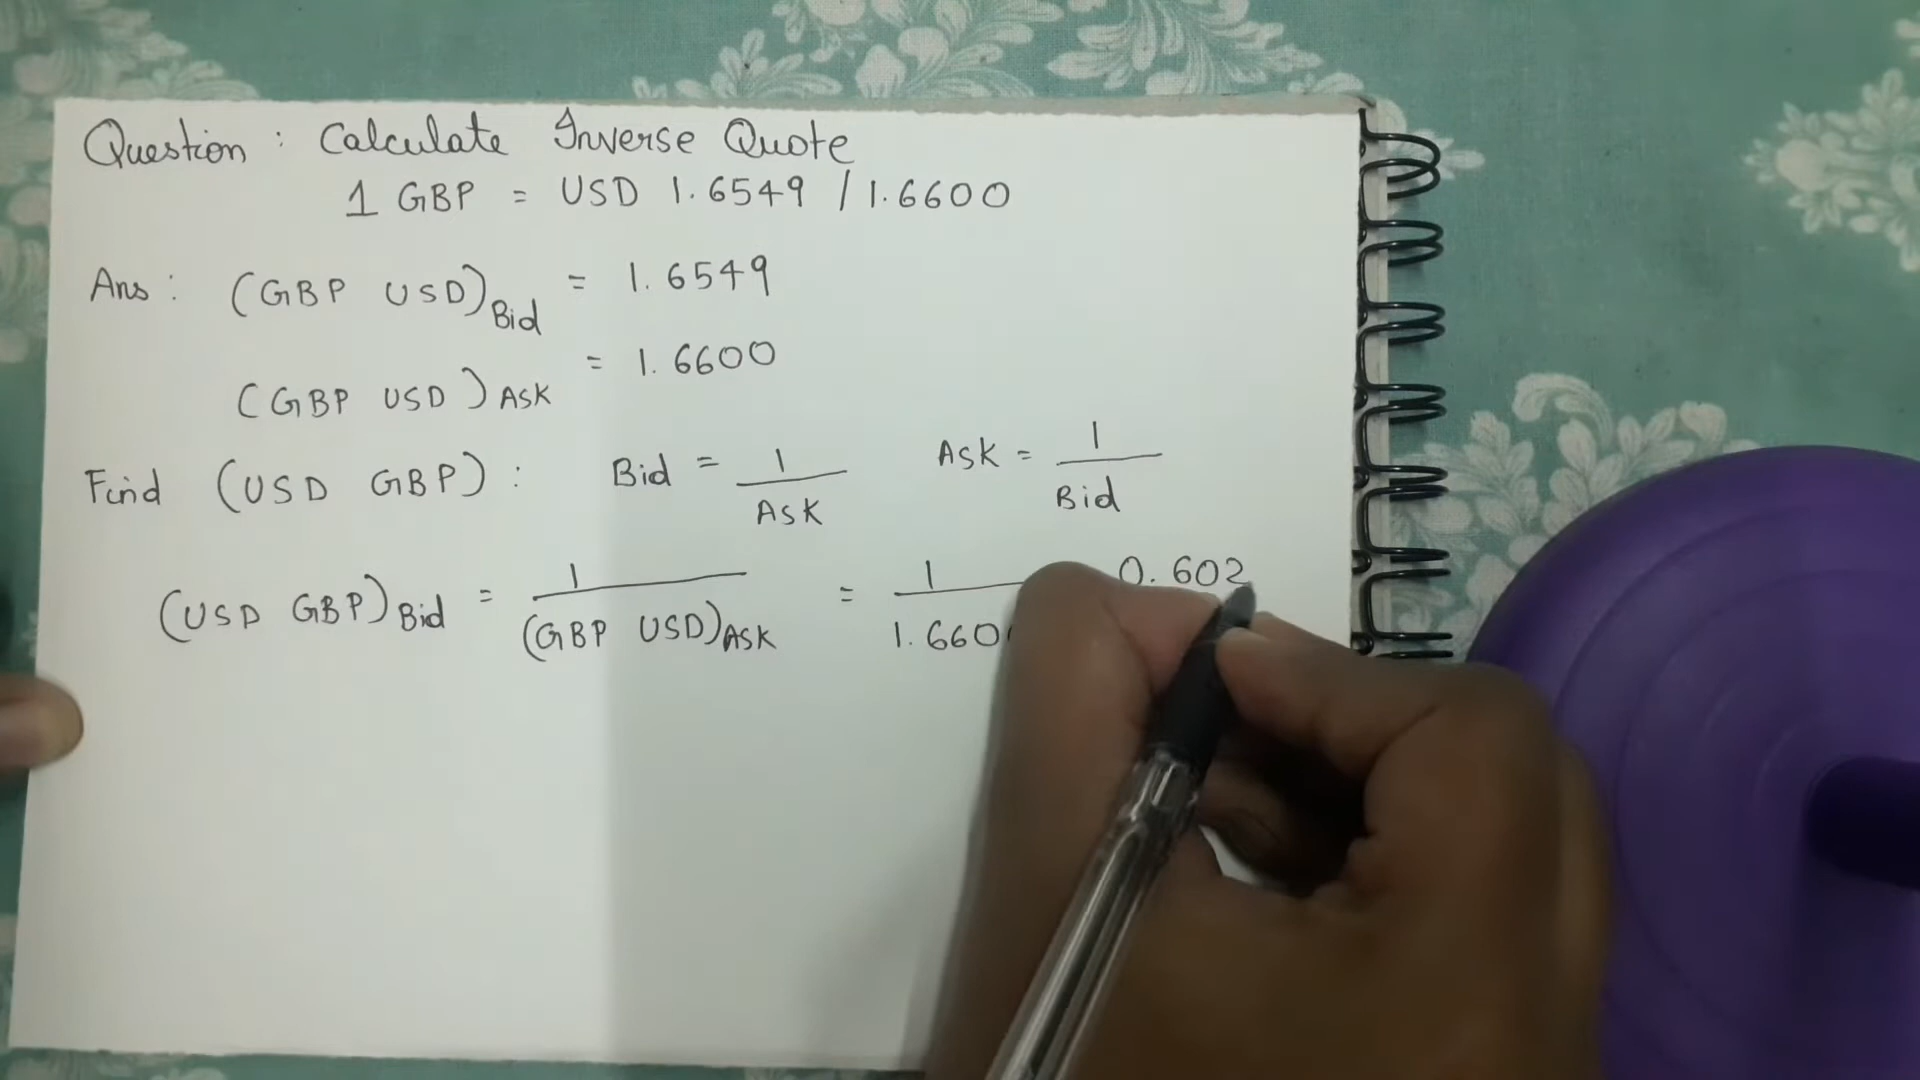 Question : Calculate Inverse Quote
1 GBP = USD 1.6549 / 1.6600
Ans : (GBP USD)Bid = 1.6549
(GBP USD)ASK = 1.6600
Find (USD GBP) : Bid = 1/ASK ASK = 1/Bid
(USD GBP)Bid = 1/(GBP USD)ASK = 1/1.660 0.602